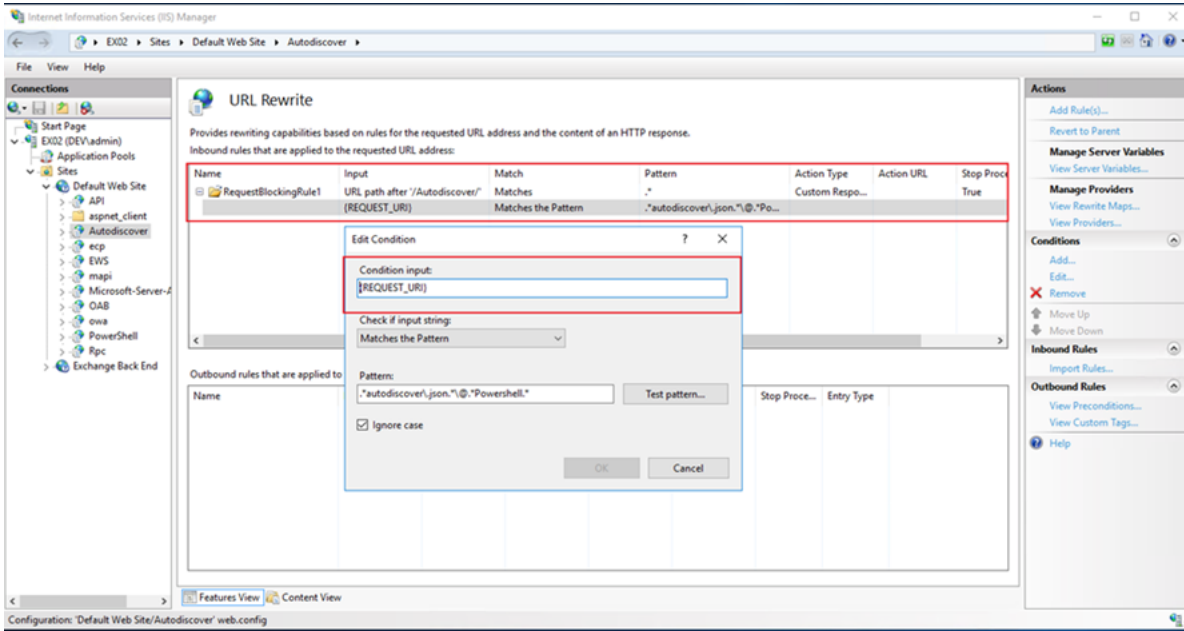 Internet Information Services (IIS) Manager
EX02 Sites Default Web Site Autodiscover
File View Help
Connections
Start Page
EX02 (DEV\admin)
Application Pools
Sites
Default Web Site
API
aspnet_client
Autodiscover
ecp
EWS
mapi
Microsoft-Server-A
OAB
owa
PowerShell
Rpc
Exchange Back End
URL Rewrite
Provides rewriting capabilities based on rules for the requested URL address and the content of an HTTP response.
Inbound rules that are applied to the requested URL address:
Name Input Match Pattern Action Type Action URL Stop Proce
RequestBlockingRule1 URL path after '/Autodiscover/' Matches .* Custom Respo... True
{REQUEST_URI} Matches the Pattern .*autodiscover\.json.*\@.*Po...
Edit Condition
Condition input:
{REQUEST_URI}
Check if input string:
Matches the Pattern
Pattern:
.*autodiscover\.json.*\@.*Powershell.*
Test pattern...
Ignore case
OK Cancel
Outbound rules that are applied to
Name Stop Proce... Entry Type
Features View Content View
Actions
Add Rule(s)...
Revert to Parent
Manage Server Variables
View Server Variables...
Manage Providers
View Rewrite Maps...
View Providers...
Conditions
Add...
Edit...
Remove
Move Up
Move Down
Inbound Rules
Import Rules...
Outbound Rules
View Preconditions...
View Custom Tags...
Help
Configuration: 'Default Web Site/Autodiscover' web.config